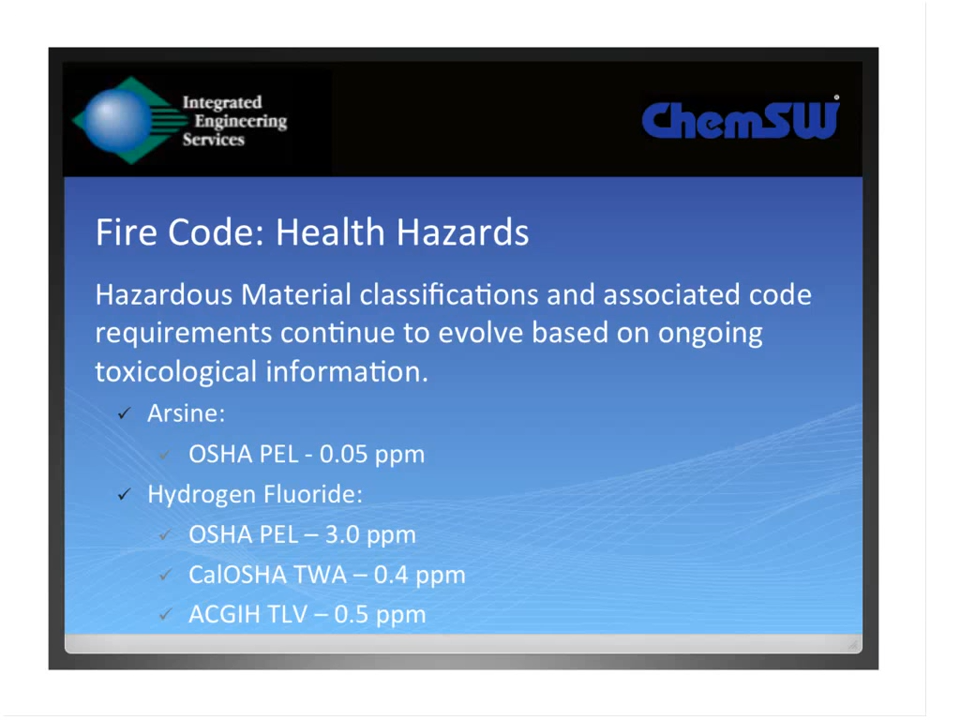 Integrated
Engineering
Services
ChemSW®
Fire Code: Health Hazards
Hazardous Material classifications and associated code
requirements continue to evolve based on ongoing
toxicological information.
✓ Arsine:
✓ OSHA PEL - 0.05 ppm
✓ Hydrogen Fluoride:
✓ OSHA PEL – 3.0 ppm
✓ CalOSHA TWA – 0.4 ppm
✓ ACGIH TLV – 0.5 ppm